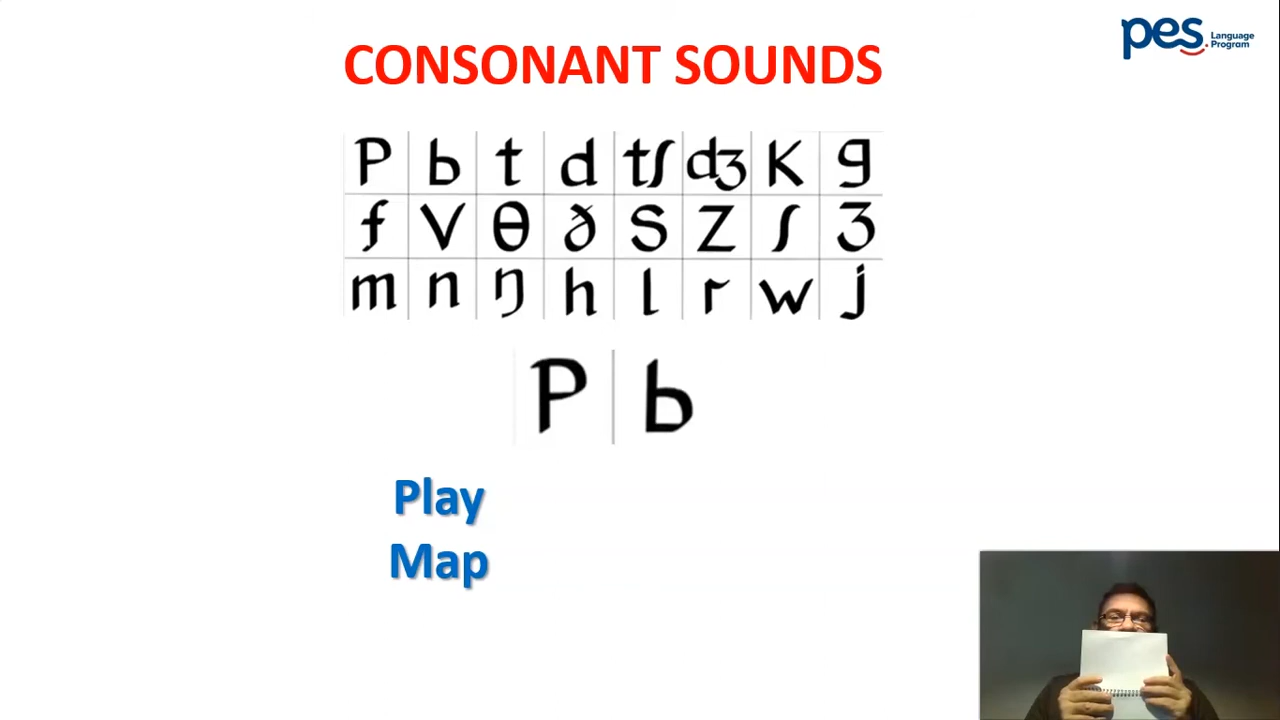 CONSONANT SOUNDS
pes. Language
Program
p b t d tʃ dʒ k g
f v θ ð s z ʃ ʒ
m n ŋ h l r w j
p b
Play
Map